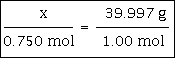 x / 0.750 mol = 39.997 g / 1.00 mol